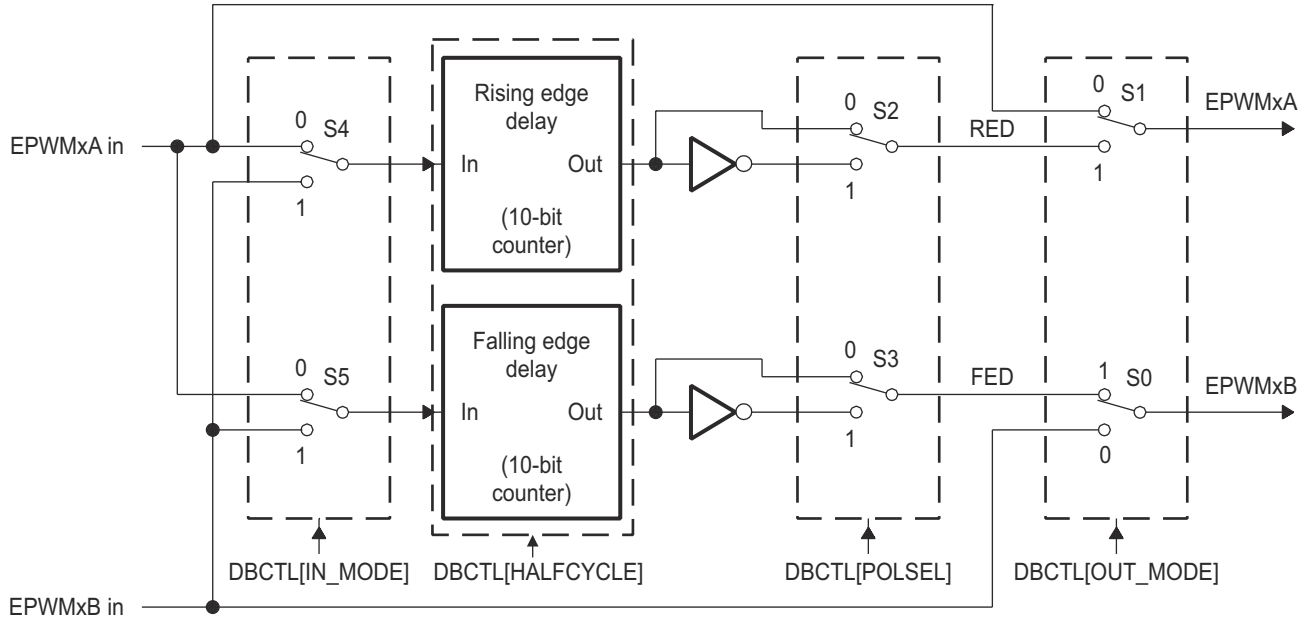 Rising edge
delay
In
Out
(10-bit
counter)
Falling edge
delay
In
Out
(10-bit
counter)
EPWMxA in
EPWMxB in
0
S4
1
0
S5
1
0
S2
1
0
S3
1
RED
FED
0
S1
1
1
S0
0
EPWMxA
EPWMxB
DBCTL[IN_MODE]
DBCTL[HALFCYCLE]
DBCTL[POLSEL]
DBCTL[OUT_MODE]